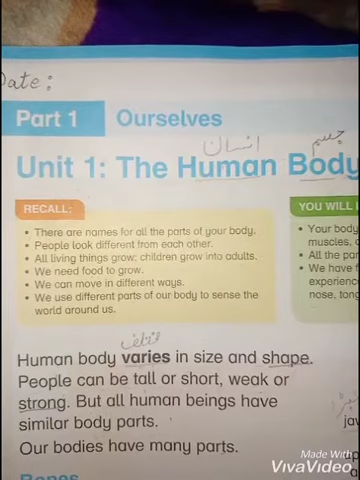 Date:
Part 1 Ourselves
انسان جسم
Unit 1: The Human Body
RECALL:
• There are names for all the parts of your body.
• People look different from each other.
• All living things grow; children grow into adults.
• We need food to grow.
• We can move in different ways.
• We use different parts of our body to sense the
world around us.
YOU WILL
• Your body
muscles,
• All the par
• We have f
experience
nose, tong
مختلف
Human body varies in size and shape.
People can be tall or short, weak or
strong. But all human beings have
similar body parts.
Our bodies have many parts.
Bones
jaw
Made With
VivaVideo